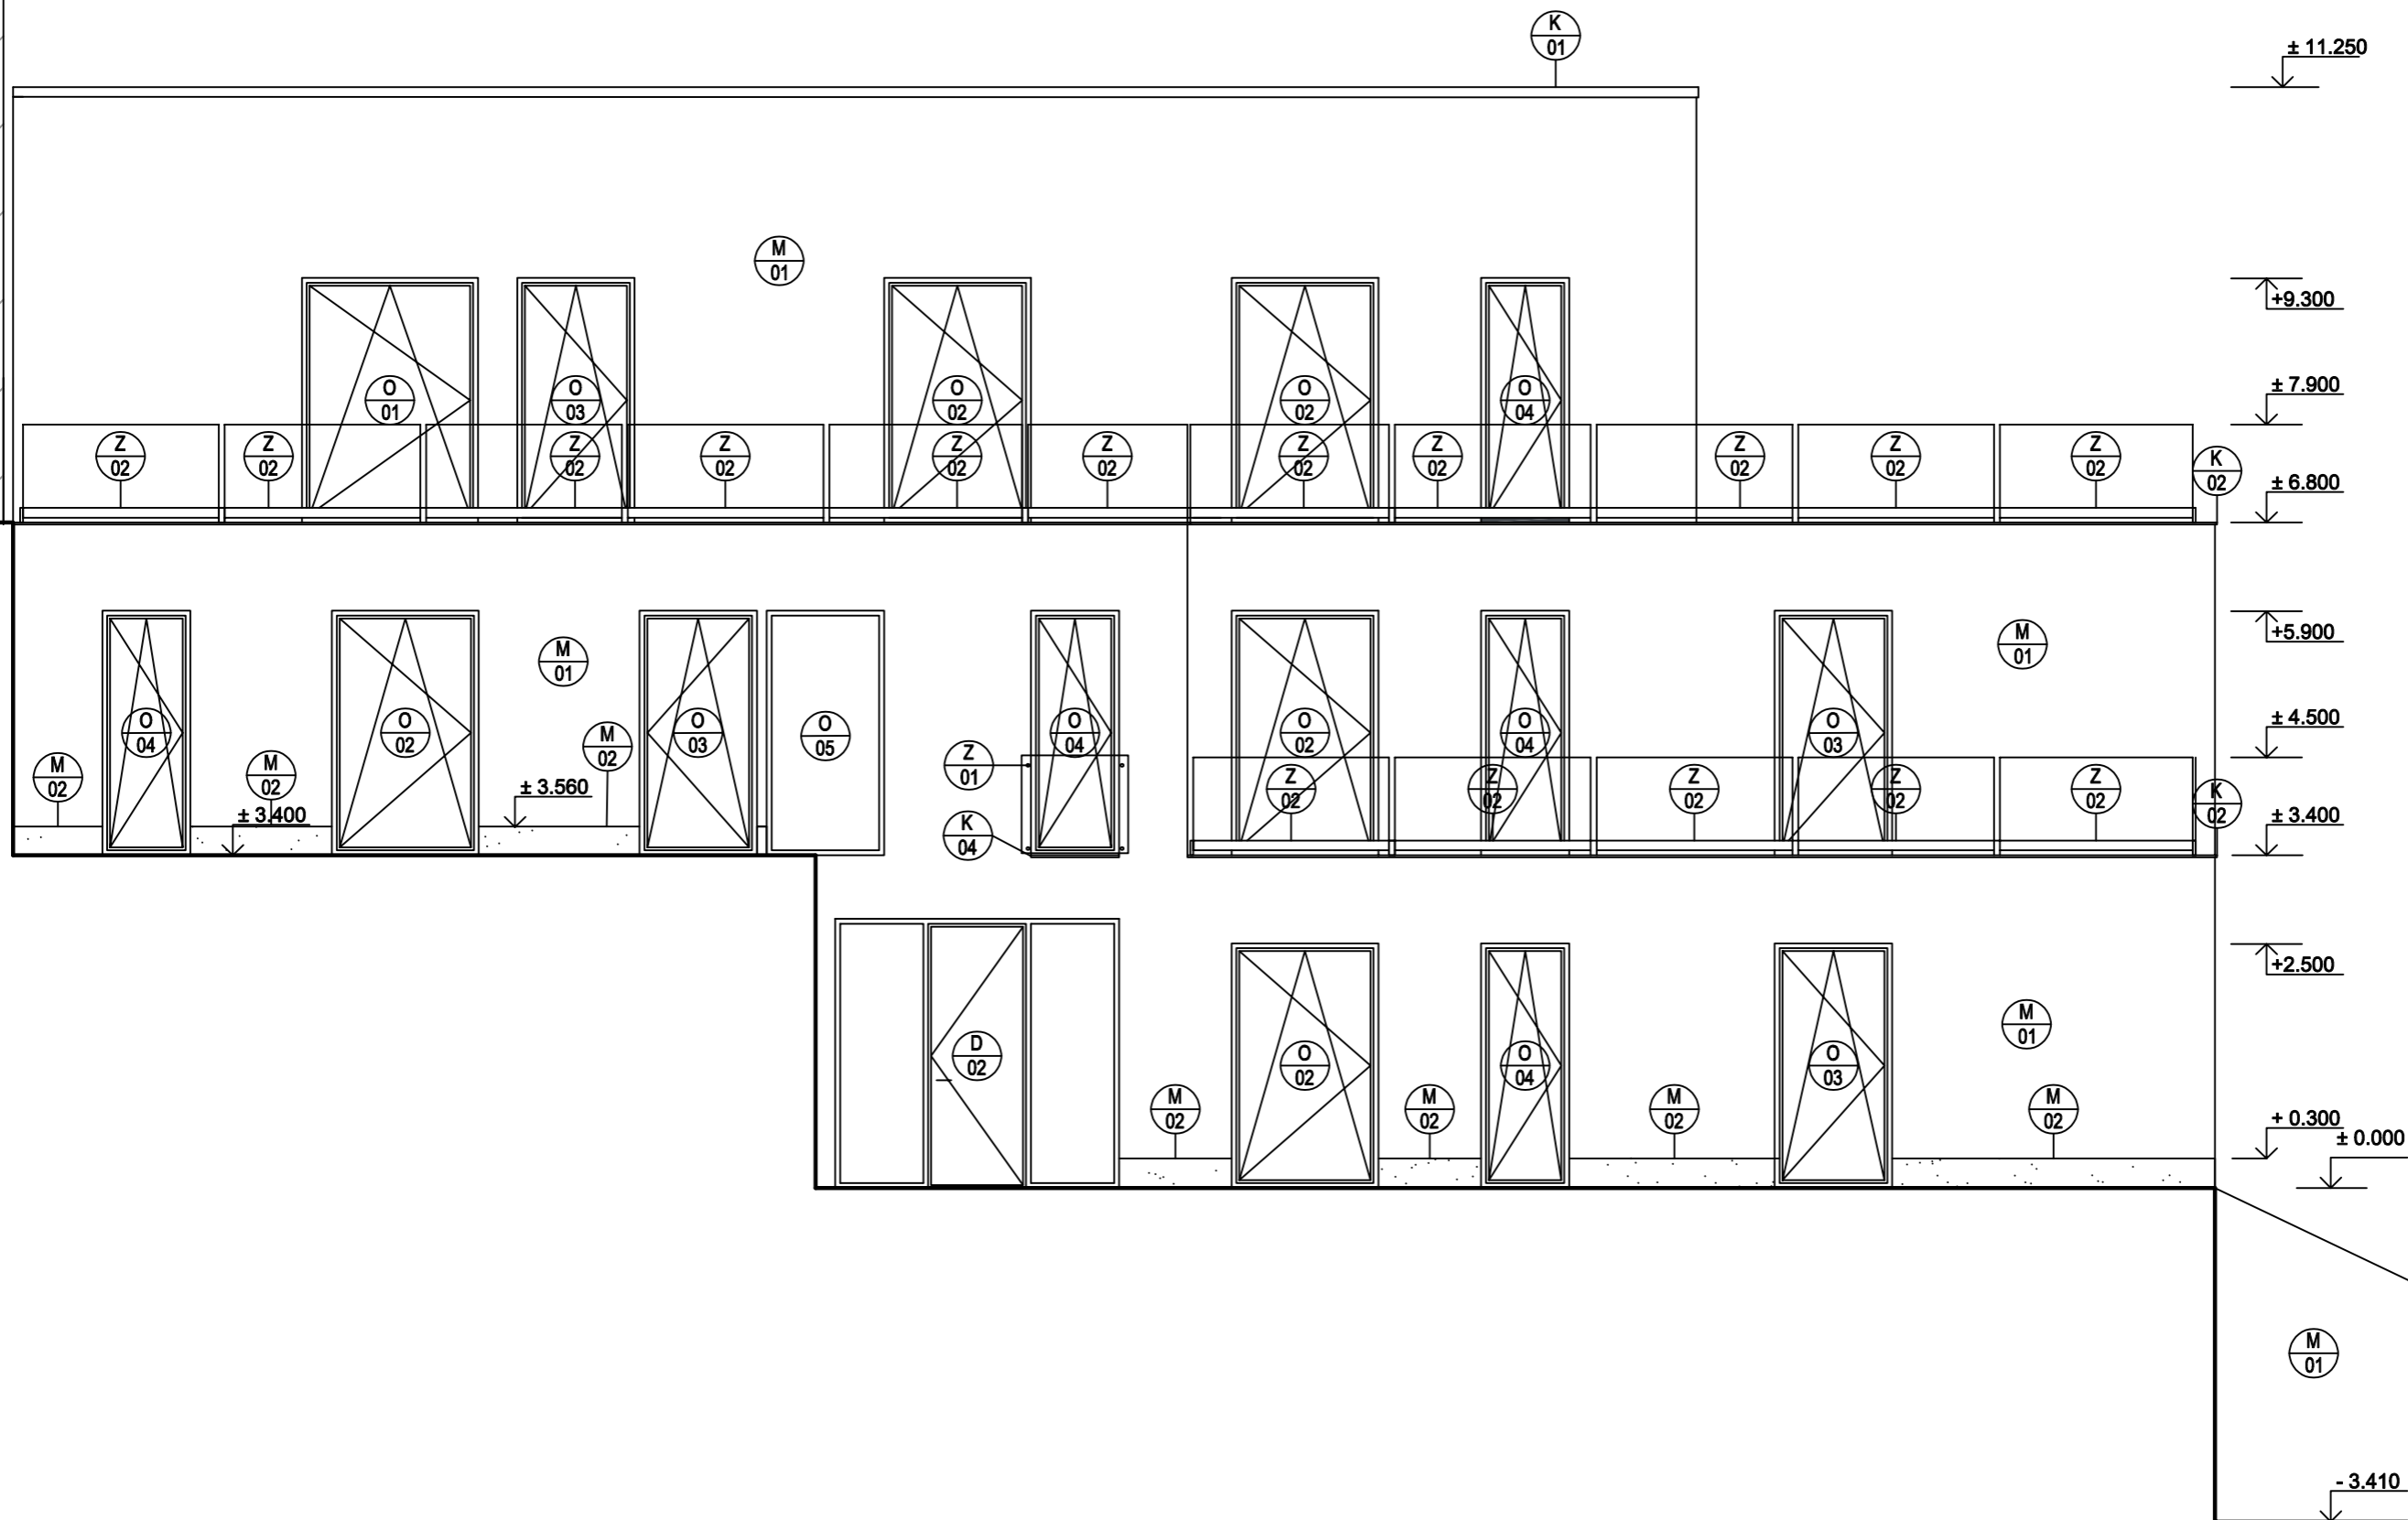 K
01
± 11.250
M
01
+9.300
O
01
O
03
O
02
O
02
O
04
± 7.900
Z
02
Z
02
Z
02
Z
02
Z
02
Z
02
Z
02
Z
02
Z
02
Z
02
Z
02
K
02
± 6.800
+5.900
M
01
M
01
O
04
O
02
O
03
O
05
O
04
O
02
O
04
O
03
± 4.500
M
02
M
02
M
02
Z
01
± 3.560
± 3.400
K
04
Z
02
Z
02
Z
02
Z
02
Z
02
K
02
± 3.400
+2.500
M
01
D
02
O
02
O
04
O
03
M
02
M
02
M
02
M
02
+ 0.300
± 0.000
M
01
- 3.410